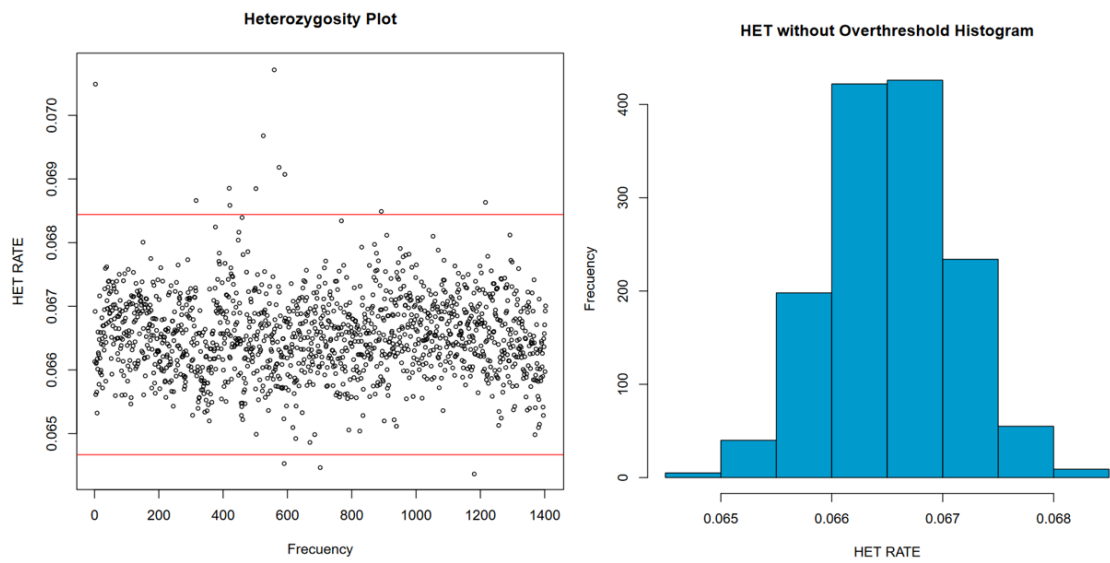 Heterozygosity Plot
HET RATE
0.065
0.066
0.067
0.068
0.069
0.070
0 200 400 600 800 1000 1200 1400
Frecuency
HET without Overthreshold Histogram
Frecuency
0
100
200
300
400
0.065 0.066 0.067 0.068
HET RATE